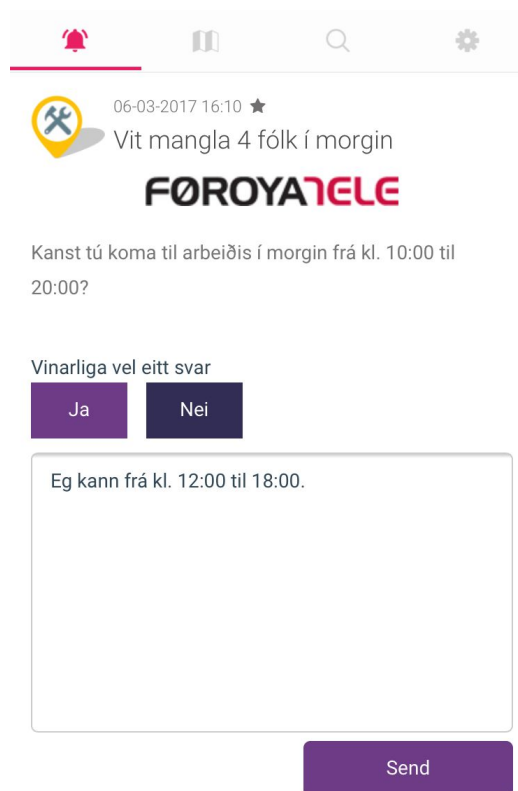 06-03-2017 16:10
Vit mangla 4 fólk í morgin
FØROYATELE
Kanst tú koma til arbeiðis í morgin frá kl. 10:00 til
20:00?
Vinarliga vel eitt svar
Ja Nei
Eg kann frá kl. 12:00 til 18:00.
Send